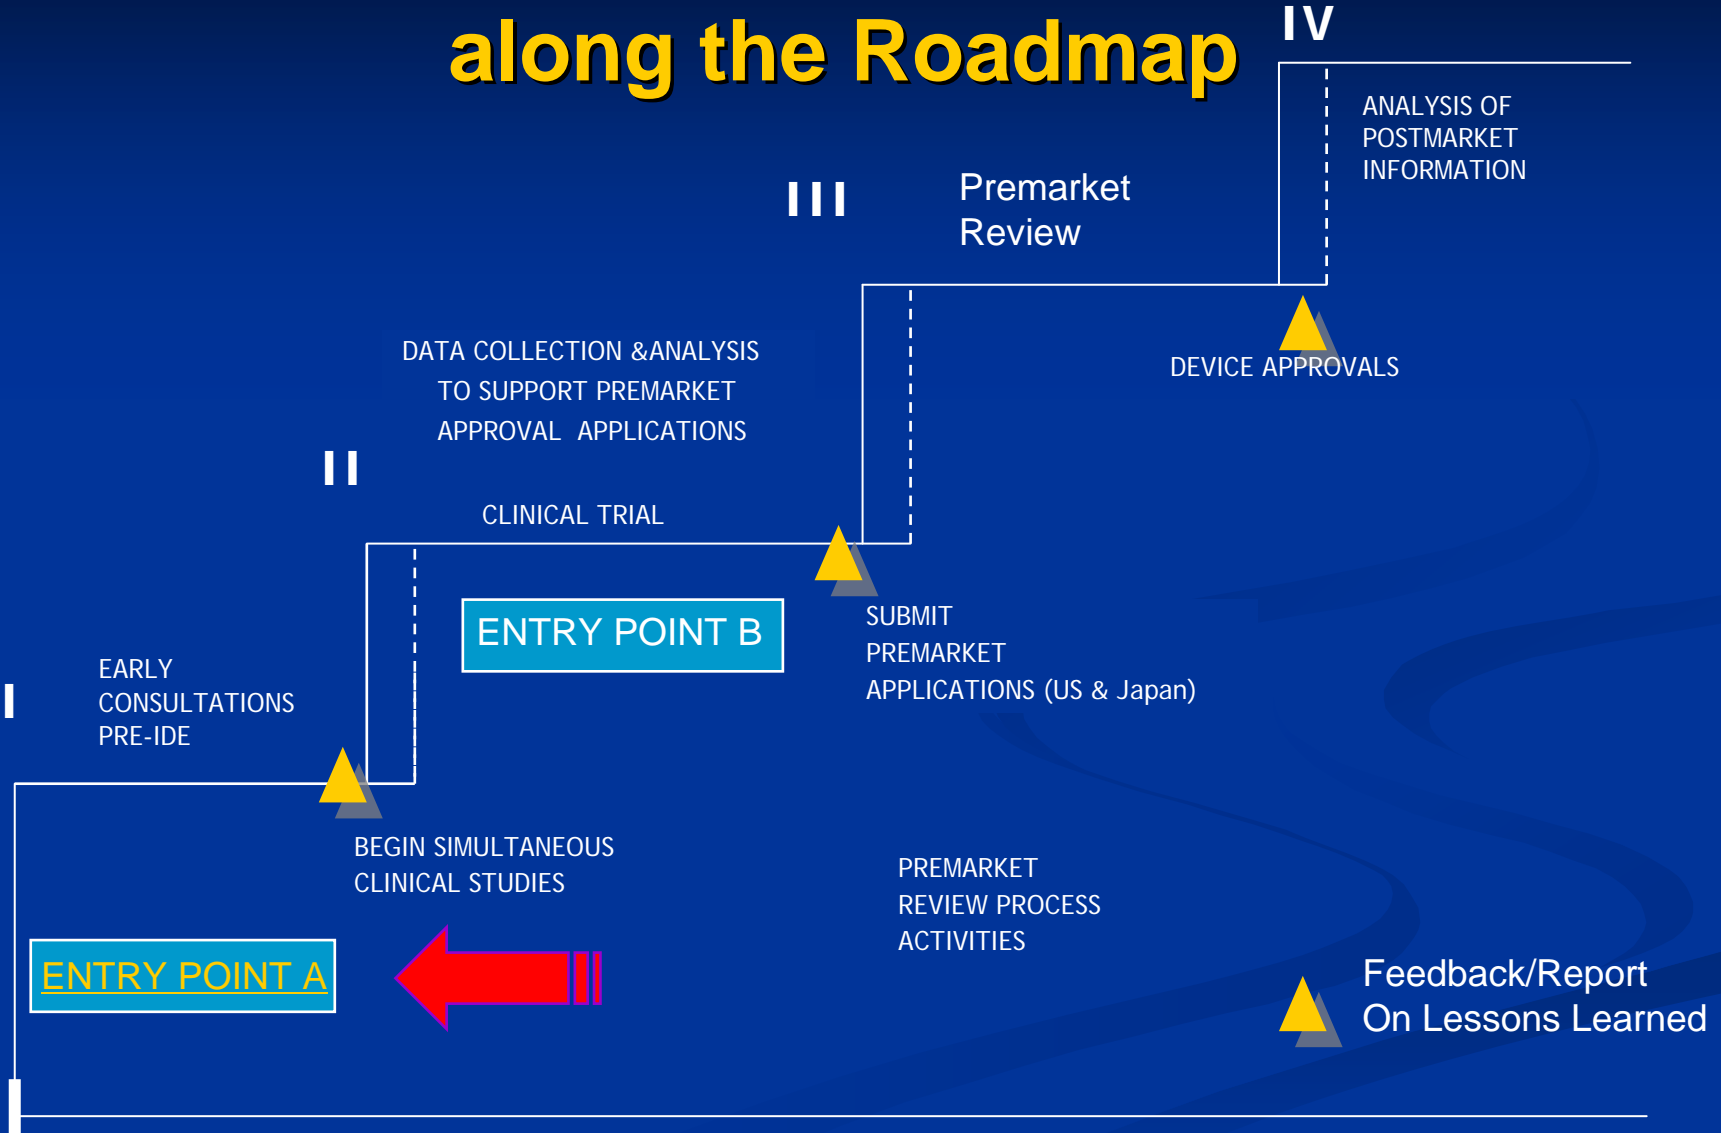 along the Roadmap
IV
ANALYSIS OF
POSTMARKET
INFORMATION
III
Premarket
Review
DEVICE APPROVALS
DATA COLLECTION &ANALYSIS
TO SUPPORT PREMARKET
APPROVAL APPLICATIONS
II
CLINICAL TRIAL
ENTRY POINT B
SUBMIT
PREMARKET
APPLICATIONS (US & Japan)
I
EARLY
CONSULTATIONS
PRE-IDE
BEGIN SIMULTANEOUS
CLINICAL STUDIES
PREMARKET
REVIEW PROCESS
ACTIVITIES
ENTRY POINT A
Feedback/Report
On Lessons Learned